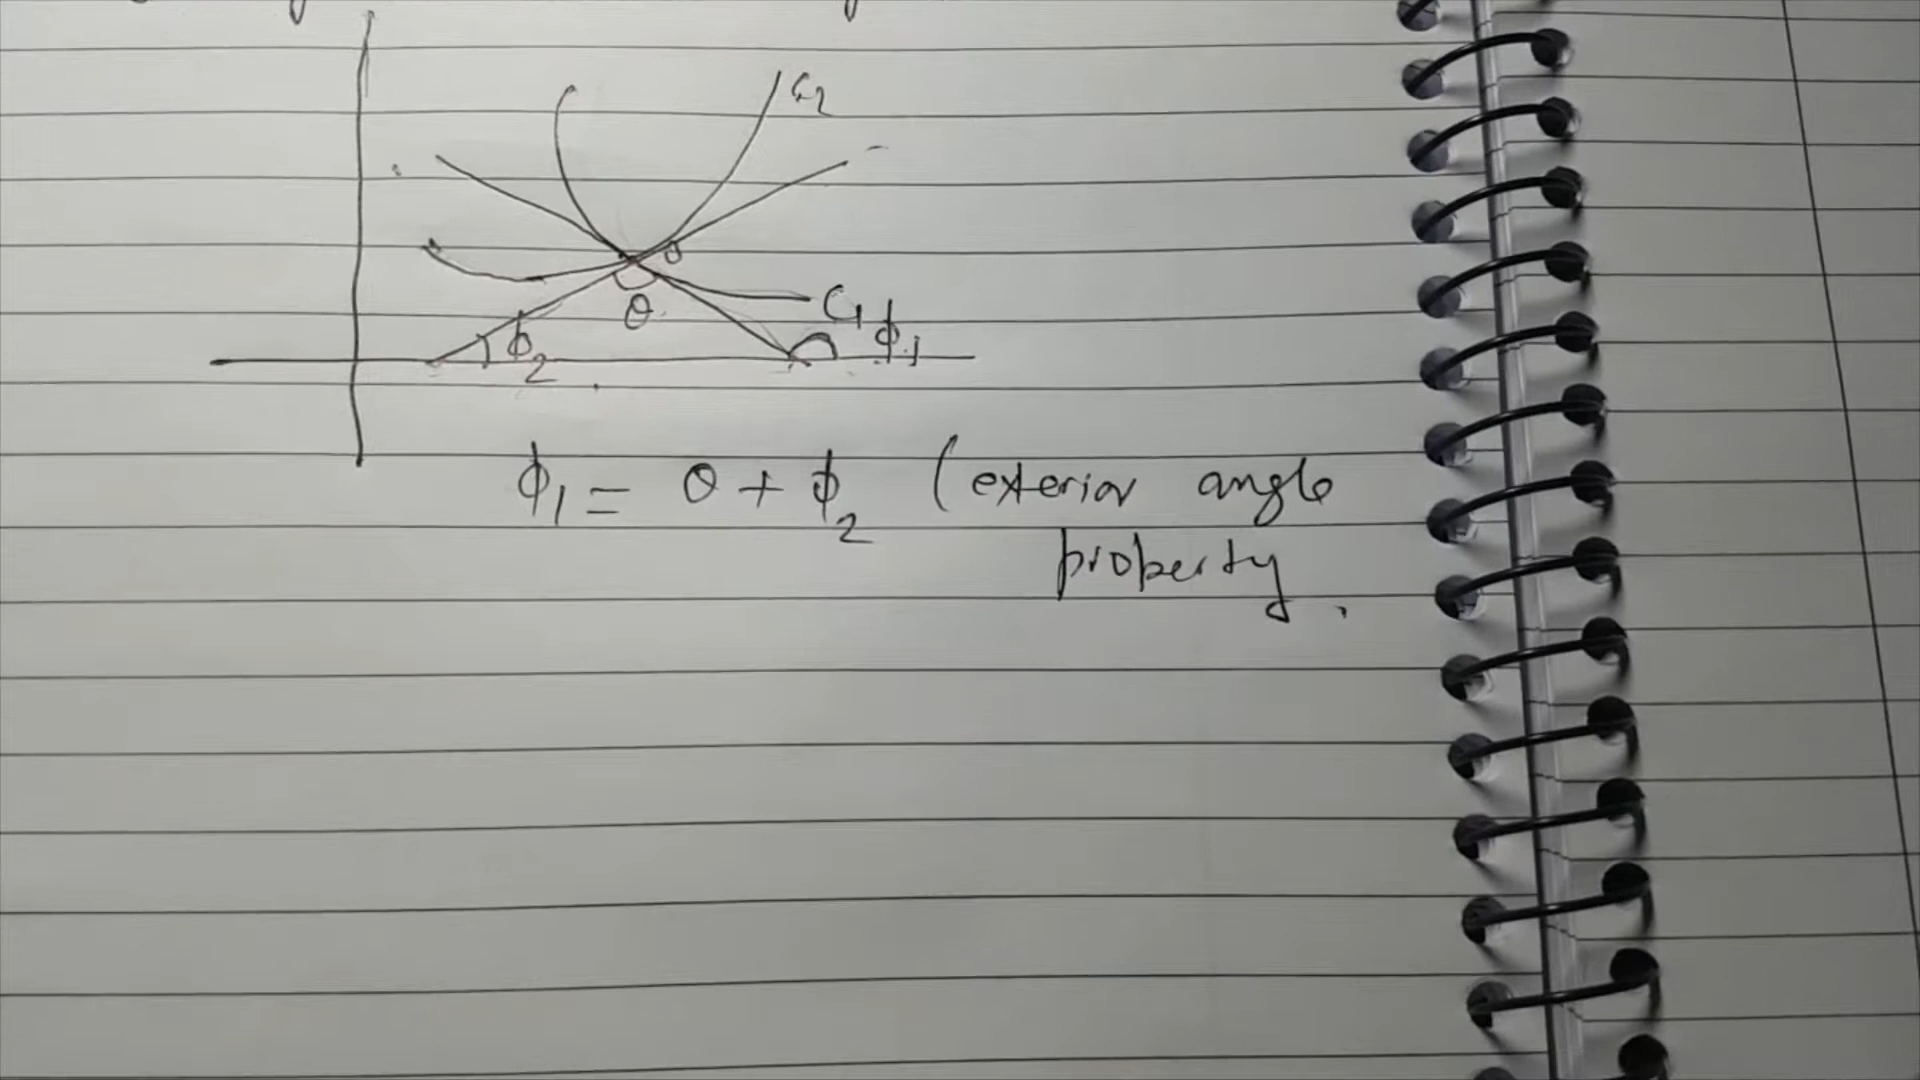 C2
θ
C1
ϕ1
ϕ2
ϕ1 = θ + ϕ2 (exterior angle
property.